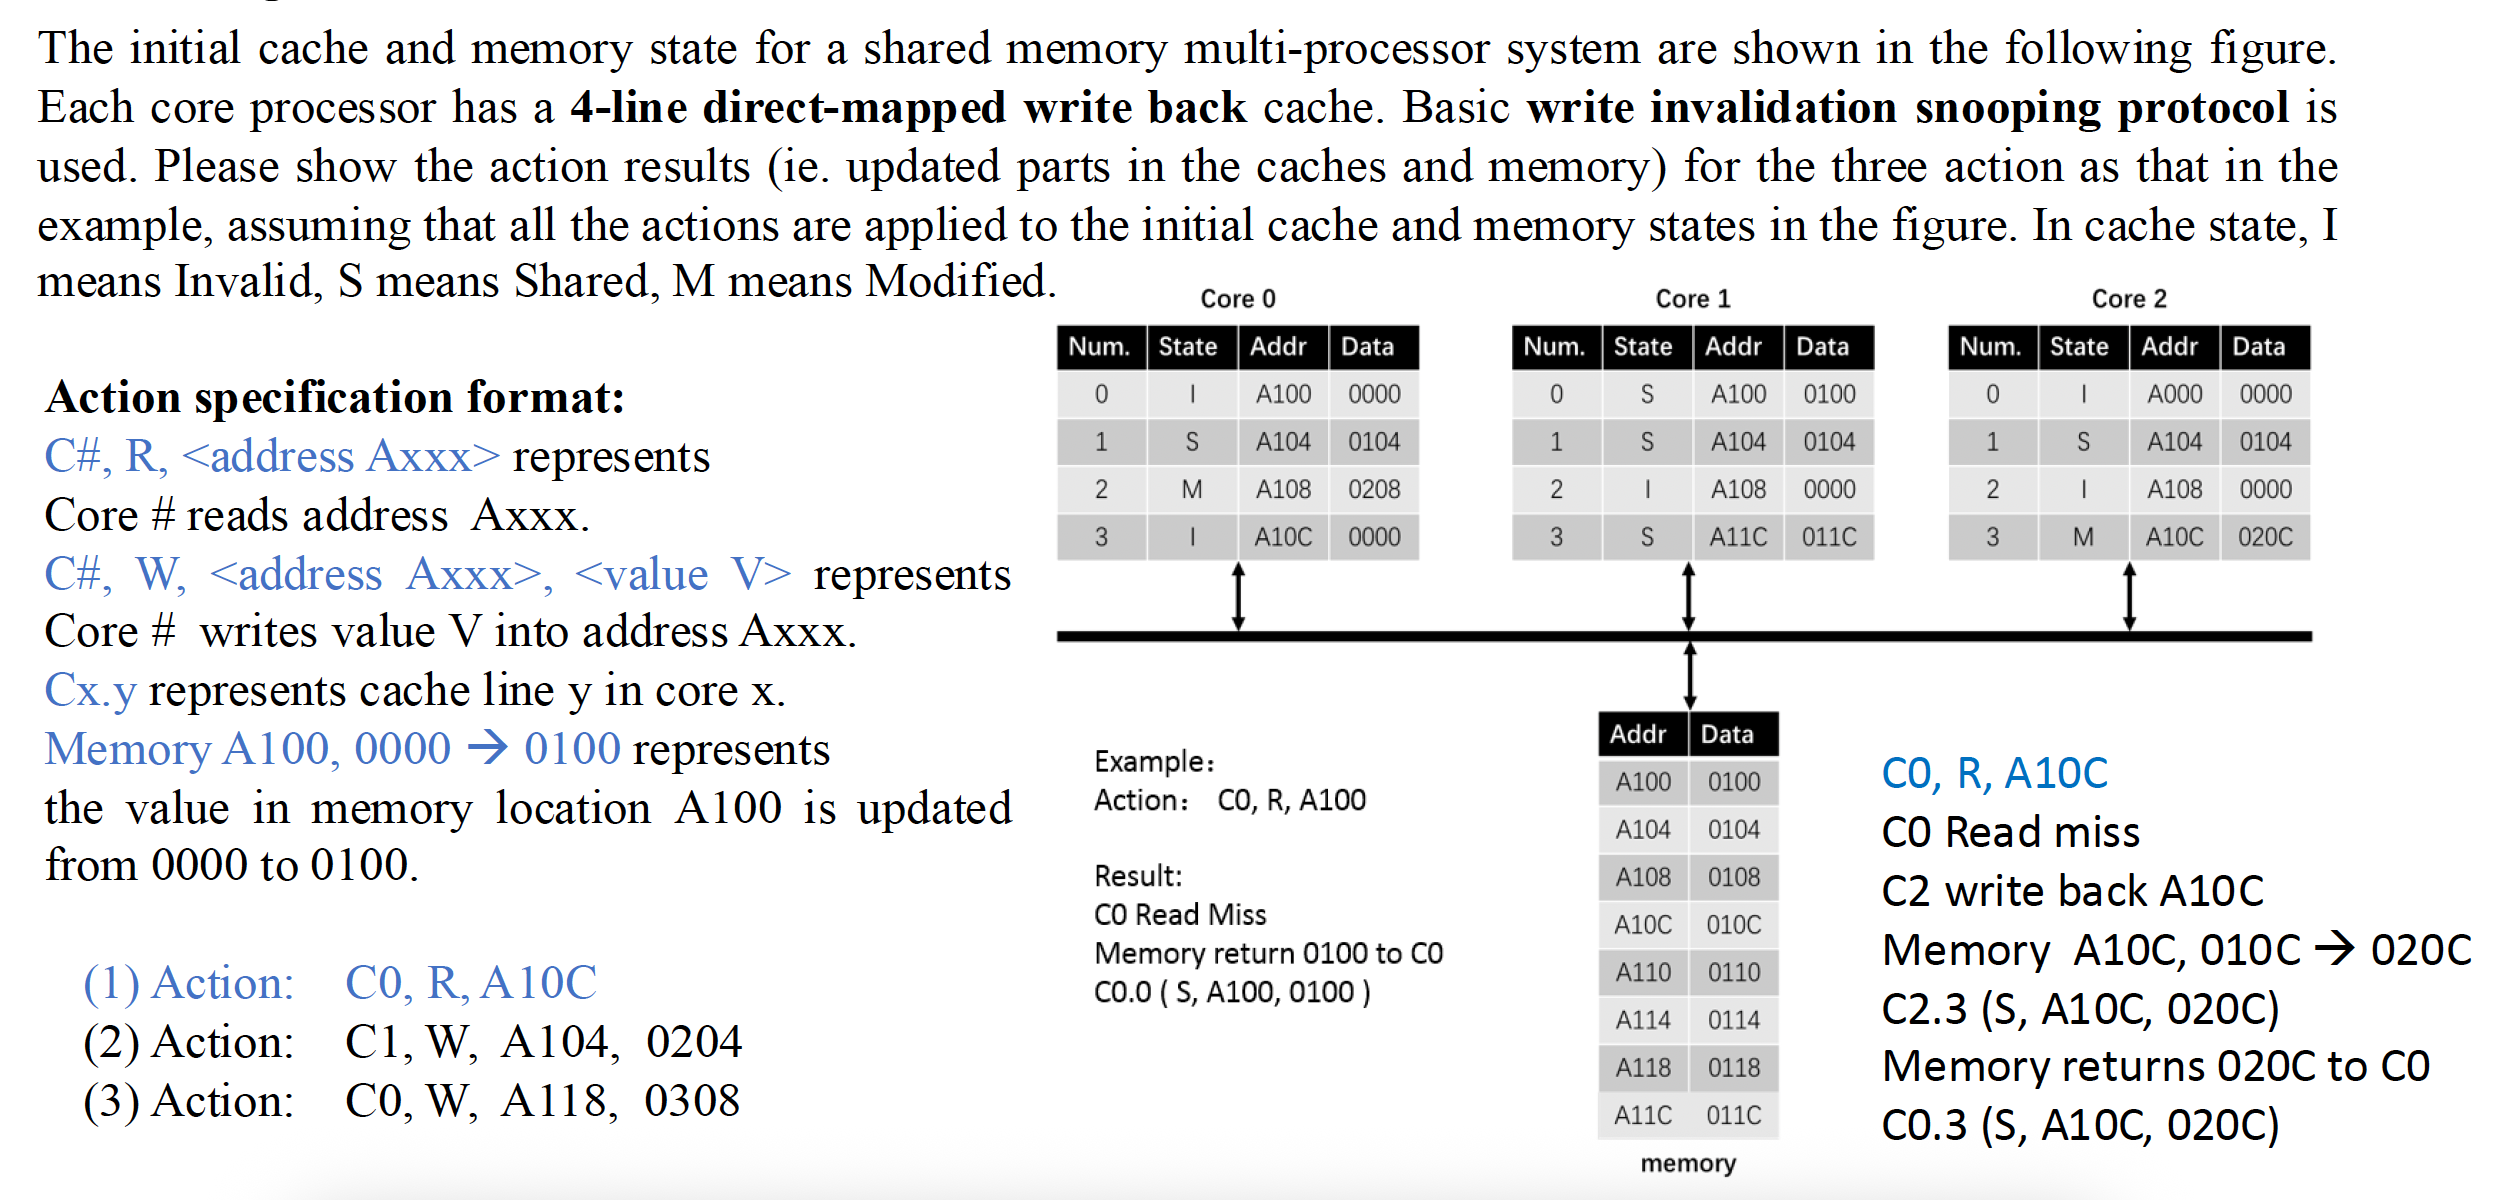 The initial cache and memory state for a shared memory multi-processor system are shown in the following figure.
Each core processor has a 4-line direct-mapped write back cache. Basic write invalidation snooping protocol is
used. Please show the action results (ie. updated parts in the caches and memory) for the three action as that in the
example, assuming that all the actions are applied to the initial cache and memory states in the figure. In cache state, I
means Invalid, S means Shared, M means Modified.
Action specification format:
C#, R, <address Axxx> represents
Core # reads address Axxx.
C#, W, <address Axxx>, <value V> represents
Core # writes value V into address Axxx.
Cx.y represents cache line y in core x.
Memory A100, 0000 → 0100 represents
the value in memory location A100 is updated
from 0000 to 0100.
(1) Action: C0, R, A10C
(2) Action: C1, W, A104, 0204
(3) Action: C0, W, A118, 0308
Core 0
Num. State Addr Data
0 I A100 0000
1 S A104 0104
2 M A108 0208
3 I A10C 0000
Core 1
Num. State Addr Data
0 S A100 0100
1 S A104 0104
2 I A108 0000
3 S A11C 011C
Core 2
Num. State Addr Data
0 I A000 0000
1 S A104 0104
2 I A108 0000
3 M A10C 020C
Example:
Action: C0, R, A100
Result:
C0 Read Miss
Memory return 0100 to C0
C0.0 ( S, A100, 0100 )
Addr Data
A100 0100
A104 0104
A108 0108
A10C 010C
A110 0110
A114 0114
A118 0118
A11C 011C
memory
C0, R, A10C
C0 Read miss
C2 write back A10C
Memory A10C, 010C → 020C
C2.3 (S, A10C, 020C)
Memory returns 020C to C0
C0.3 (S, A10C, 020C)